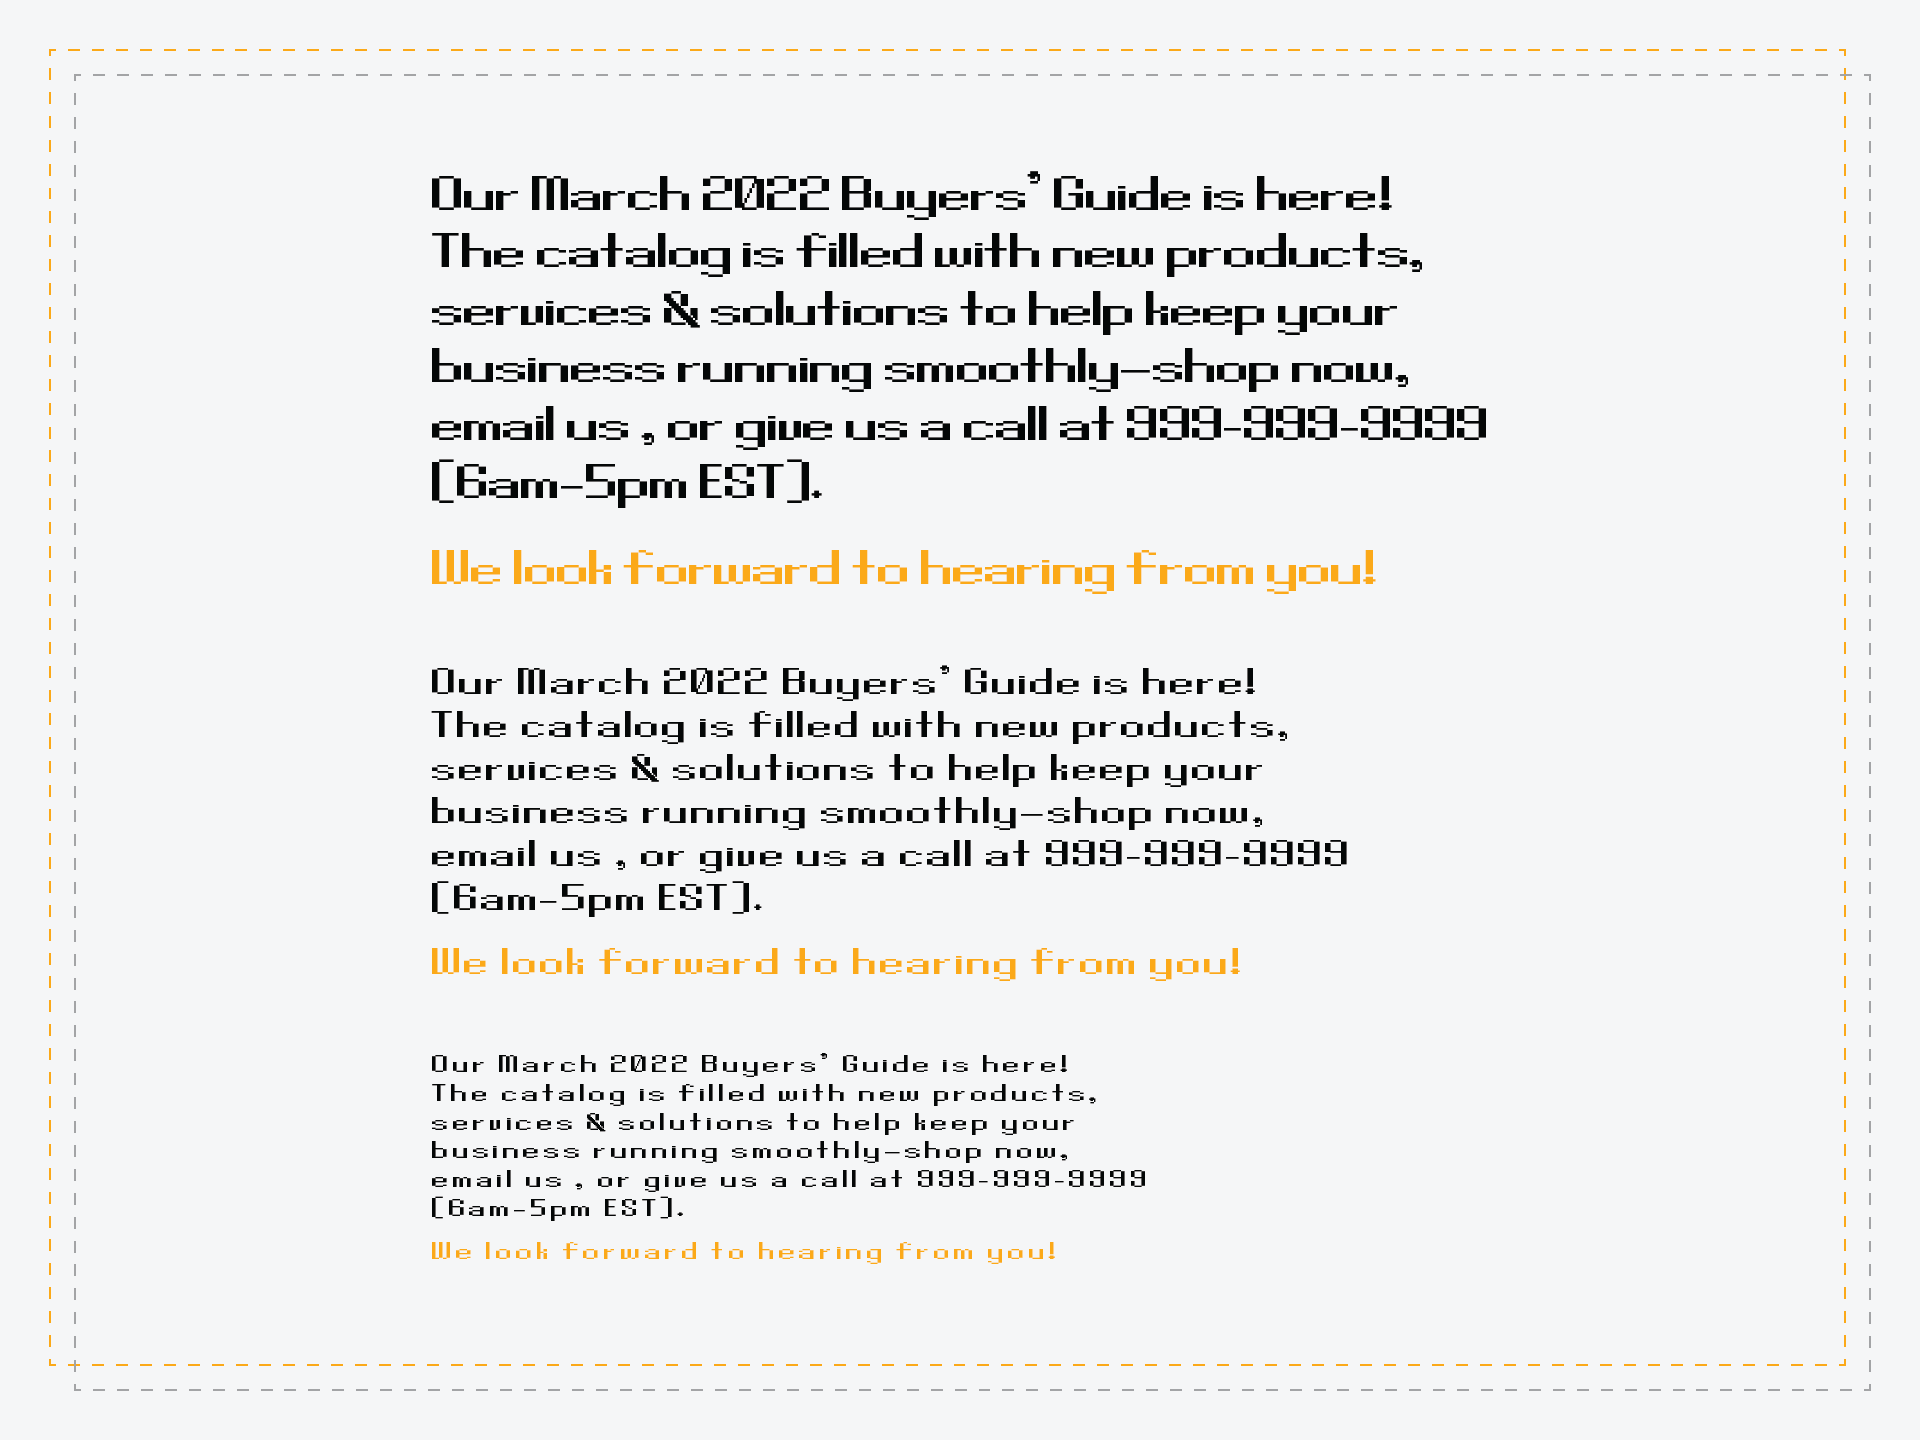 Our March 2022 Buyers’ Guide is here!
The catalog is filled with new products,
services & solutions to help keep your
business running smoothly—shop now,
email us , or give us a call at 999-999-9999
(6am-5pm EST).
We look forward to hearing from you!
Our March 2022 Buyers’ Guide is here!
The catalog is filled with new products,
services & solutions to help keep your
business running smoothly—shop now,
email us , or give us a call at 999-999-9999
(6am-5pm EST).
We look forward to hearing from you!
Our March 2022 Buyers’ Guide is here!
The catalog is filled with new products,
services & solutions to help keep your
business running smoothly—shop now,
email us , or give us a call at 999-999-9999
(6am-5pm EST).
We look forward to hearing from you!